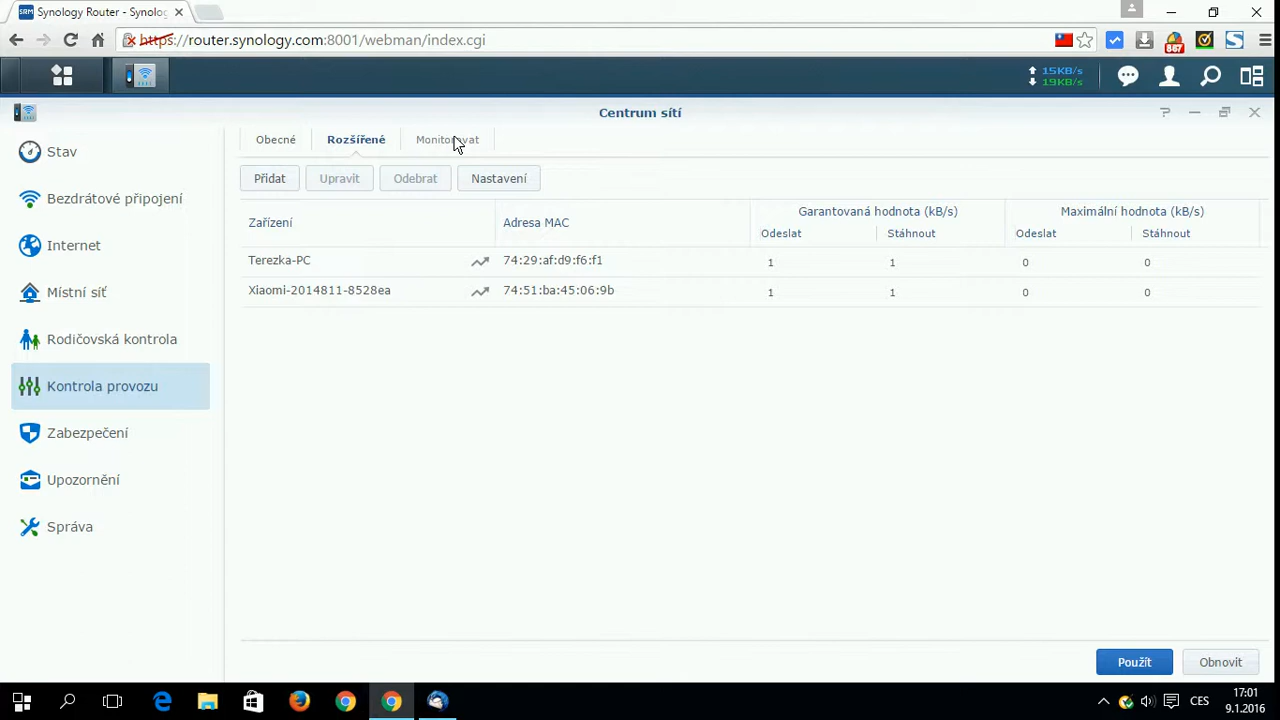 Synology Router - Synolog
https://router.synology.com:8001/webman/index.cgi
887
15KB/s
19KB/s
Centrum sítí
Stav
Bezdrátové připojení
Internet
Místní síť
Rodičovská kontrola
Kontrola provozu
Zabezpečení
Upozornění
Správa
Obecné Rozšířené Monitorovat
Přidat Upravit Odebrat Nastavení
Zařízení Adresa MAC Garantovaná hodnota (kB/s) Maximální hodnota (kB/s)
Odeslat Stáhnout Odeslat Stáhnout
Terezka-PC 74:29:af:d9:f6:f1 1 1 0 0
Xiaomi-2014811-8528ea 74:51:ba:45:06:9b 1 1 0 0
Použít Obnovit
CES
17:01
9.1.2016